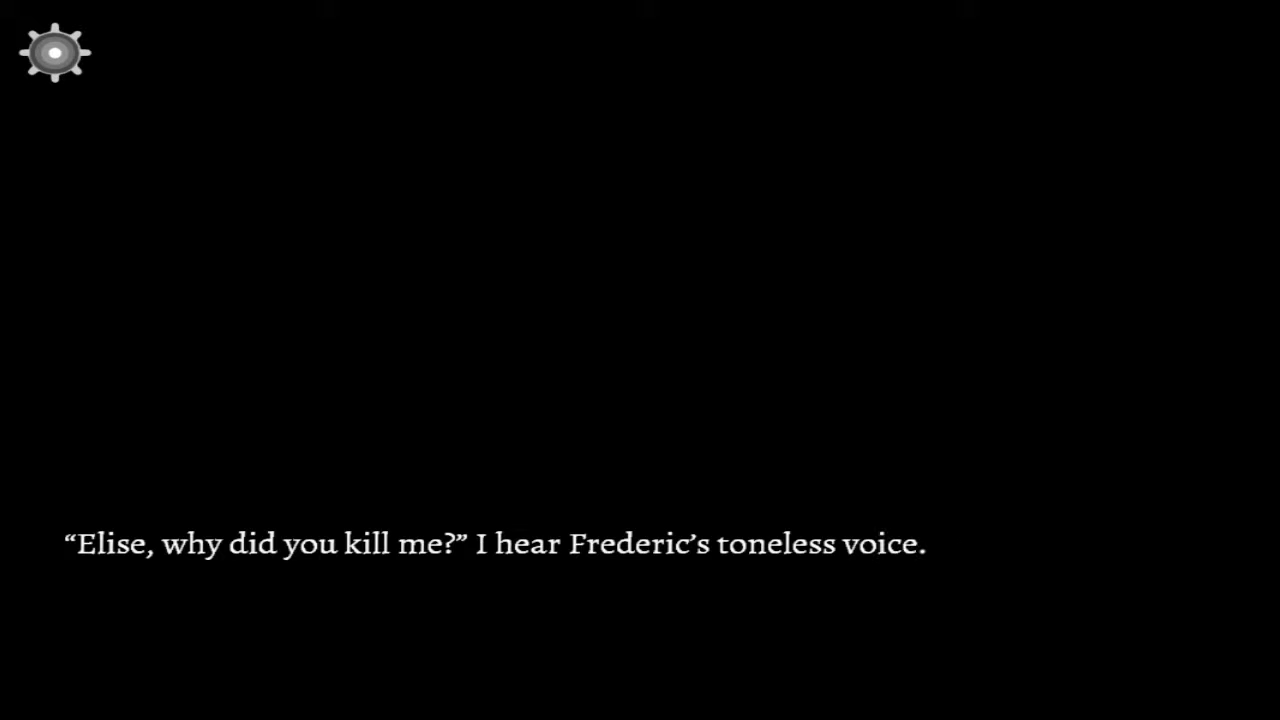 “Elise, why did you kill me?” I hear Frederic’s toneless voice.